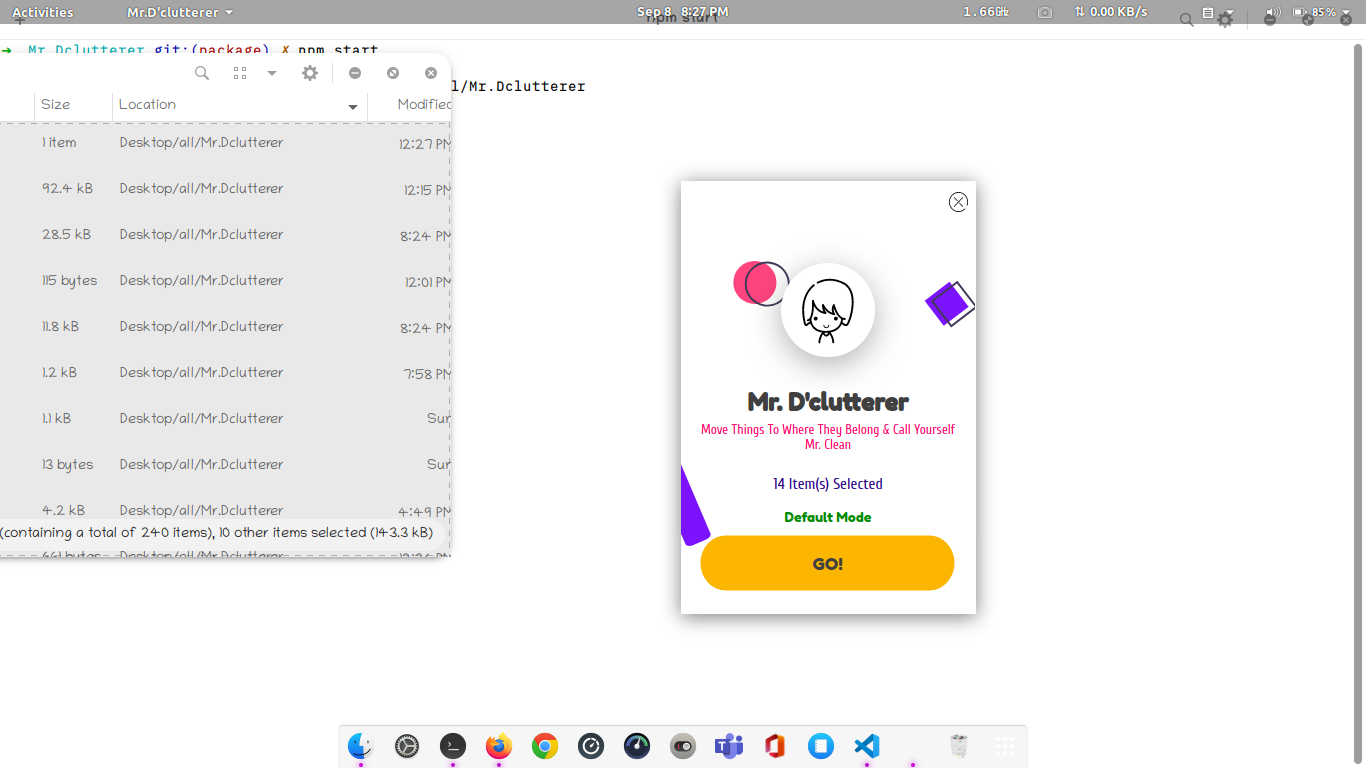 Activities Mr.D'clutterer Sep 8 8:27 PM 1.66Hz 0.00 KB/s 85 %
npm start
→ Mr.Dclutterer git:(package) ✗ npm start
l/Mr.Dclutterer
Size Location Modified
1 item Desktop/all/Mr.Dclutterer 12:27 PM
92.4 kB Desktop/all/Mr.Dclutterer 12:15 PM
28.5 kB Desktop/all/Mr.Dclutterer 8:24 PM
115 bytes Desktop/all/Mr.Dclutterer 12:01 PM
11.8 kB Desktop/all/Mr.Dclutterer 8:24 PM
1.2 kB Desktop/all/Mr.Dclutterer 7:58 PM
1.1 kB Desktop/all/Mr.Dclutterer Sun
13 bytes Desktop/all/Mr.Dclutterer Sun
4.2 kB Desktop/all/Mr.Dclutterer 4:49 PM
(containing a total of 240 items), 10 other items selected (143.3 kB)
Mr. D'clutterer
Move Things To Where They Belong & Call Yourself
Mr. Clean
14 Item(s) Selected
Default Mode
GO!